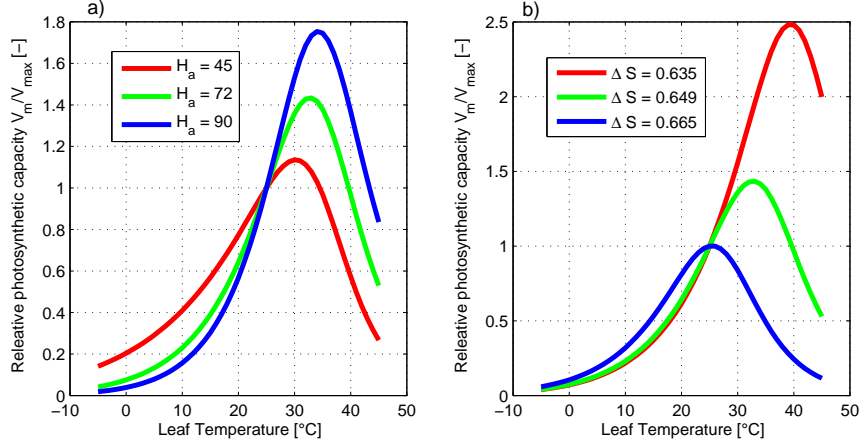 a)
Releative photosynthetic capacity V_m/V_max [–]
1.8
1.6
1.4
1.2
1
0.8
0.6
0.4
0.2
0
H_a = 45
H_a = 72
H_a = 90
−10
0
10
20
30
40
50
Leaf Temperature [°C]
b)
Releative photosynthetic capacity V_m/V_max [–]
2.5
2
1.5
1
0.5
0
Δ S = 0.635
Δ S = 0.649
Δ S = 0.665
−10
0
10
20
30
40
50
Leaf Temperature [°C]